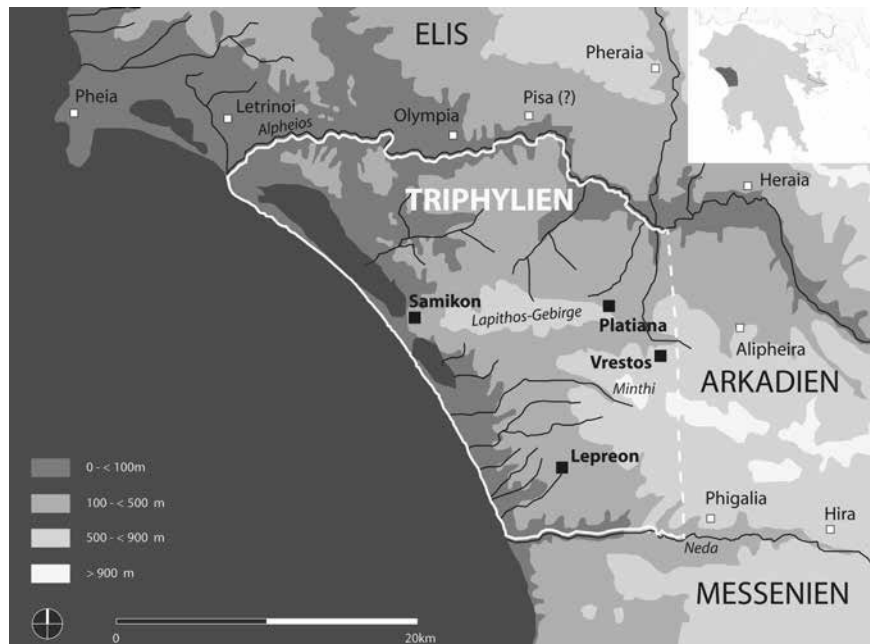 ELIS
Pheraia
Pheia
Letrinoi
Alpheios
Olympia
Pisa (?)
TRIPHYLIEN
Heraia
Samikon
Lapithos-Gebirge
Platiana
Vrestos
Alipheira
Minthi
ARKADIEN
Lepreon
Phigalia
Hira
Neda
MESSENIEN
0 - < 100m
100 - < 500 m
500 - < 900 m
> 900 m
0
20km